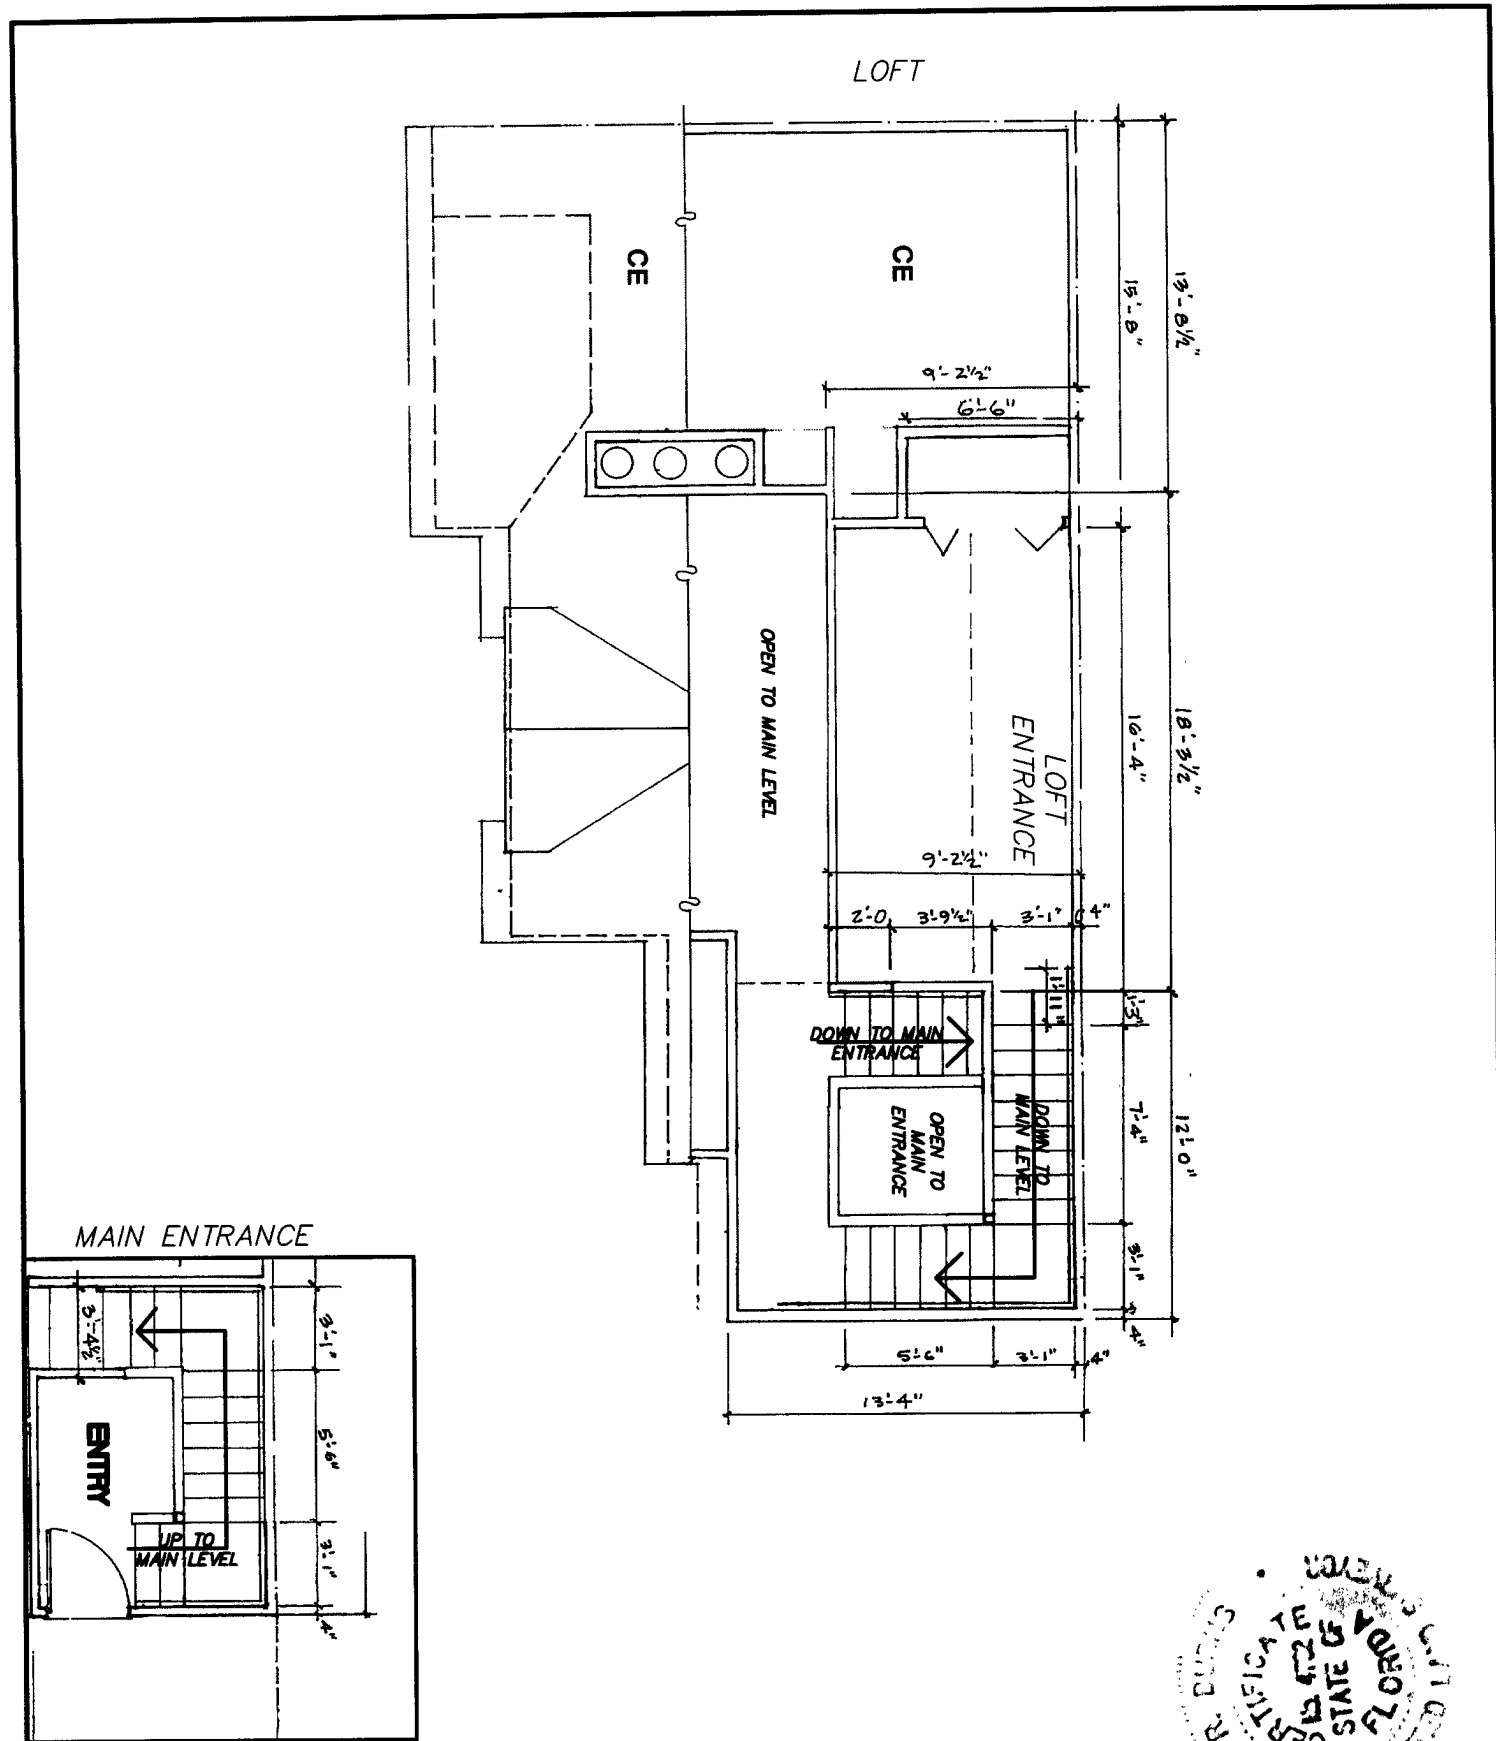 LOFT
CE
CE
13'-8½"
15'-8"
9'-2½"
6'-6"
OPEN TO MAIN LEVEL
LOFT
ENTRANCE
16'-4"
18'-3½"
9'-2½"
2'-0
3'-9½"
3'-1"
4"
1'-11"
1'-3"
DOWN TO MAIN
ENTRANCE
OPEN TO
MAIN
ENTRANCE
DOWN TO
MAIN LEVEL
7'-4"
12'-0"
3'-1"
4"
5'-6"
3'-1"
4"
13'-4"
MAIN ENTRANCE
3'-4½"
3'-1"
ENTRY
5'-6"
UP TO
MAIN LEVEL
3'-1"
4"
STATE OF
FLORIDA